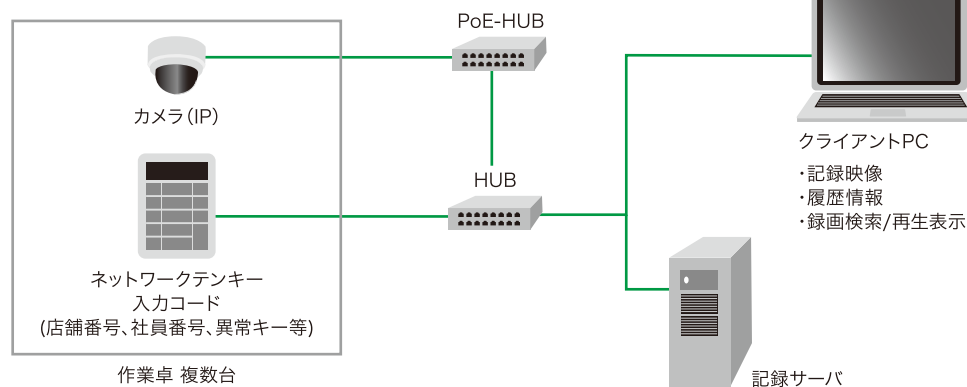 PoE-HUB
カメラ（IP）
クライアントPC
・記録映像
・履歴情報
・録画検索/再生表示
HUB
ネットワークテンキー
入力コード
(店舗番号、社員番号、異常キー等)
作業卓 複数台
記録サーバ